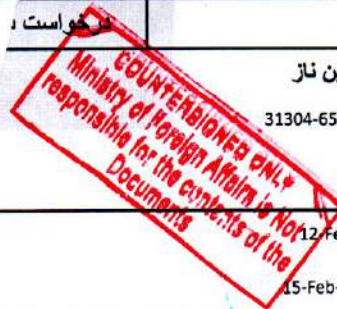 درخواست
ن ناز
31304-65
COUNTERSIGNED ONLY
Ministry of Foreign Affairs is Not
responsible for the contents of the
Documents
12-Fe
15-Feb-